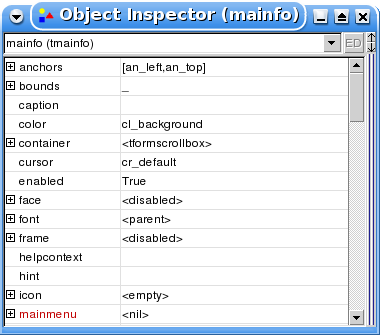 Object Inspector (mainfo)
mainfo (tmainfo) ED
anchors [an_left,an_top]
bounds _
caption
color cl_background
container <tformscrollbox>
cursor cr_default
enabled True
face <disabled>
font <parent>
frame <disabled>
helpcontext
hint
icon <empty>
mainmenu <nil>